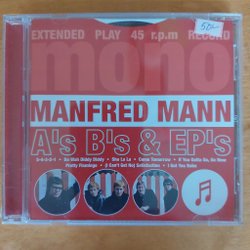 EXTENDED PLAY 45 r.p.m RECORD
50:-
mono
MANFRED MANN
A's B's & EP's
5-4-3-2-1 • Do Wah Diddy Diddy • Sha La La • Come Tomorrow • If You Gotta Go, Go Now
Pretty Flamingo • (I Can't Get No) Satisfaction • I Got You Babe